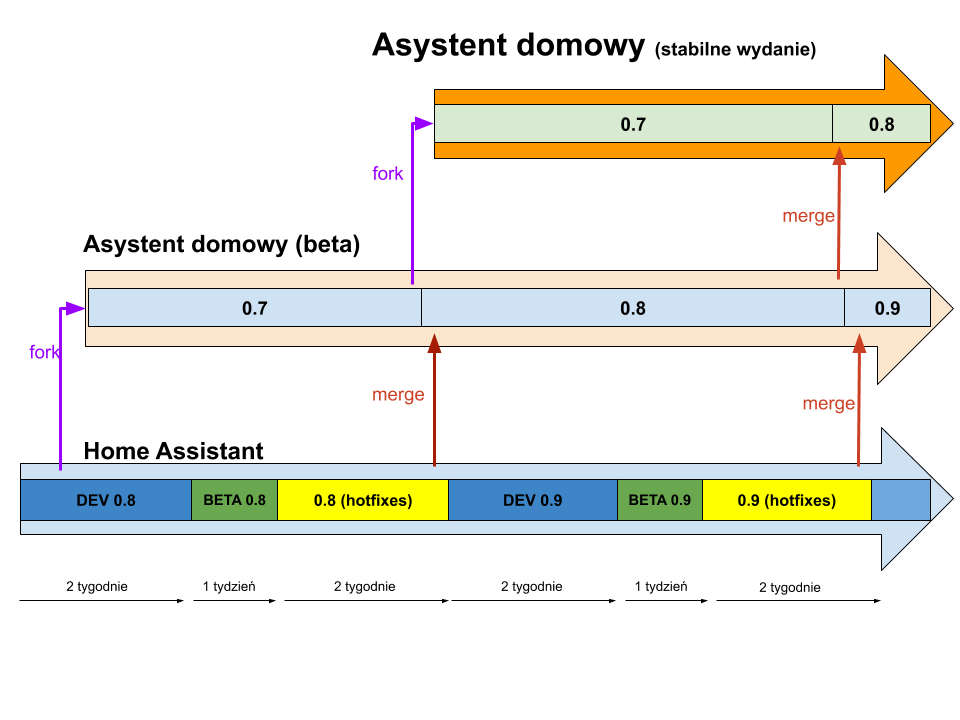 Asystent domowy (stabilne wydanie)
0.7
0.8
fork
merge
Asystent domowy (beta)
0.7
0.8
0.9
fork
merge
merge
Home Assistant
DEV 0.8
BETA 0.8
0.8 (hotfixes)
DEV 0.9
BETA 0.9
0.9 (hotfixes)
2 tygodnie
1 tydzień
2 tygodnie
2 tygodnie
1 tydzień
2 tygodnie